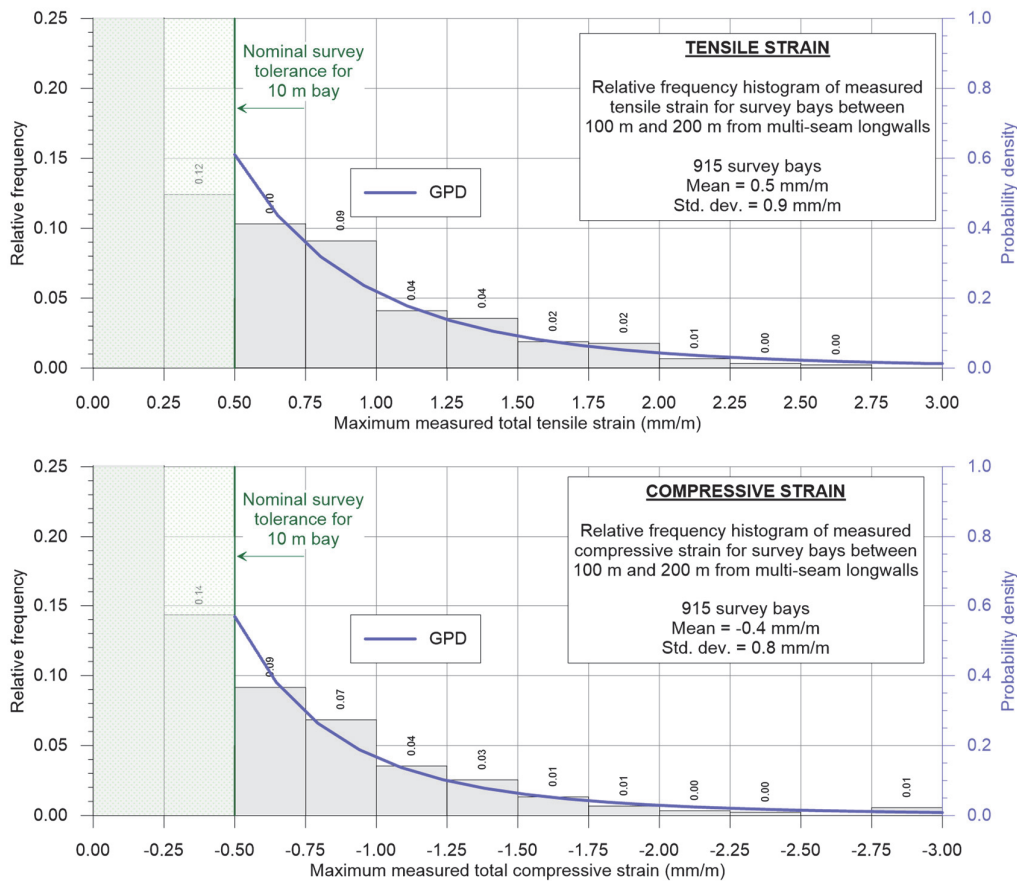 0.25
0.20
0.15
0.10
0.05
0.00
Relative frequency
1.0
0.8
0.6
0.4
0.2
0.0
Probability density
Nominal survey
tolerance for
10 m bay
TENSILE STRAIN
Relative frequency histogram of measured
tensile strain for survey bays between
100 m and 200 m from multi-seam longwalls
915 survey bays
Mean = 0.5 mm/m
Std. dev. = 0.9 mm/m
GPD
0.12
0.10
0.09
0.04
0.04
0.02
0.02
0.01
0.00
0.00
0.00 0.25 0.50 0.75 1.00 1.25 1.50 1.75 2.00 2.25 2.50 2.75 3.00
Maximum measured total tensile strain (mm/m)
0.25
0.20
0.15
0.10
0.05
0.00
Relative frequency
1.0
0.8
0.6
0.4
0.2
0.0
Probability density
Nominal survey
tolerance for
10 m bay
COMPRESSIVE STRAIN
Relative frequency histogram of measured
compressive strain for survey bays between
100 m and 200 m from multi-seam longwalls
915 survey bays
Mean = -0.4 mm/m
Std. dev. = 0.8 mm/m
GPD
0.14
0.09
0.07
0.04
0.03
0.01
0.01
0.00
0.00
0.01
0.00 -0.25 -0.50 -0.75 -1.00 -1.25 -1.50 -1.75 -2.00 -2.25 -2.50 -2.75 -3.00
Maximum measured total compressive strain (mm/m)